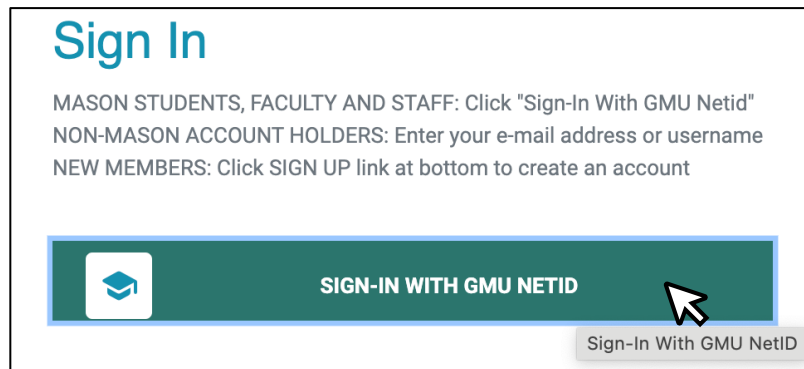 Sign In
MASON STUDENTS, FACULTY AND STAFF: Click "Sign-In With GMU Netid"
NON-MASON ACCOUNT HOLDERS: Enter your e-mail address or username
NEW MEMBERS: Click SIGN UP link at bottom to create an account
SIGN-IN WITH GMU NETID
Sign-In With GMU NetID